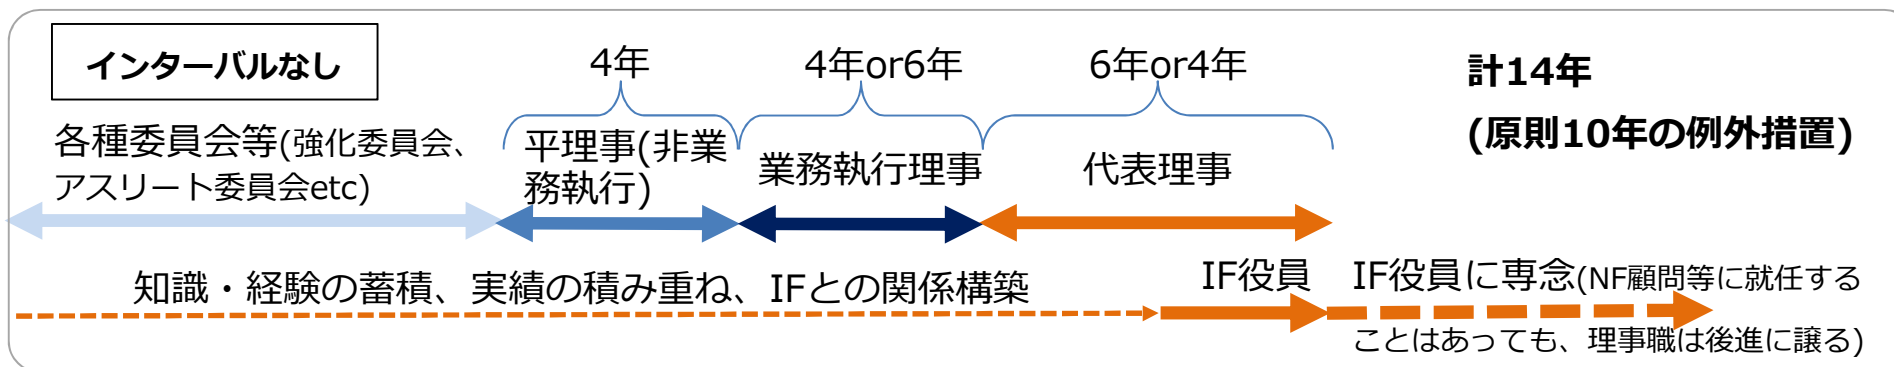 インターバルなし
4年
4年or6年
6年or4年
計14年
(原則10年の例外措置)
各種委員会等(強化委員会、
アスリート委員会etc)
平理事(非業
務執行)
業務執行理事
代表理事
知識・経験の蓄積、実績の積み重ね、IFとの関係構築
IF役員
IF役員に専念(NF顧問等に就任する
ことはあっても、理事職は後進に譲る)